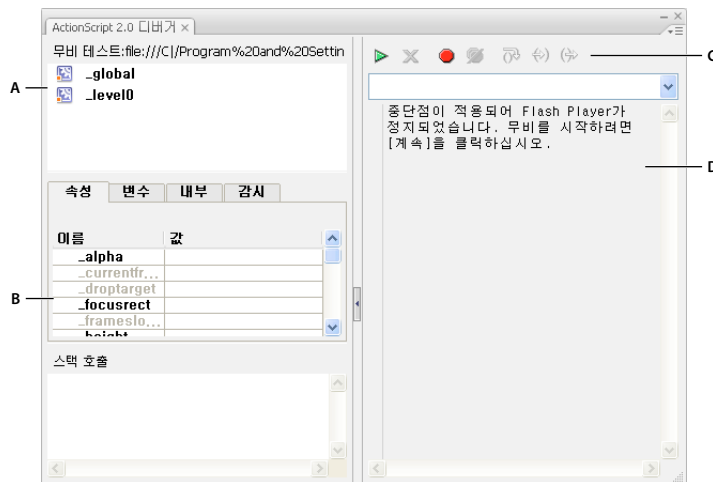 ActionScript 2.0 디버거 ×
무비 테스트:file:///C|/Program%20and%20Settin
A
_global
_level0
속성 변수 내부 감시
이름 값
_alpha
_currentfr...
_droptarget
B
_focusrect
_frameslo...
_height
스택 호출
C
중단점이 적용되어 Flash Player가
정지되었습니다. 무비를 시작하려면
[계속]을 클릭하십시오.
D